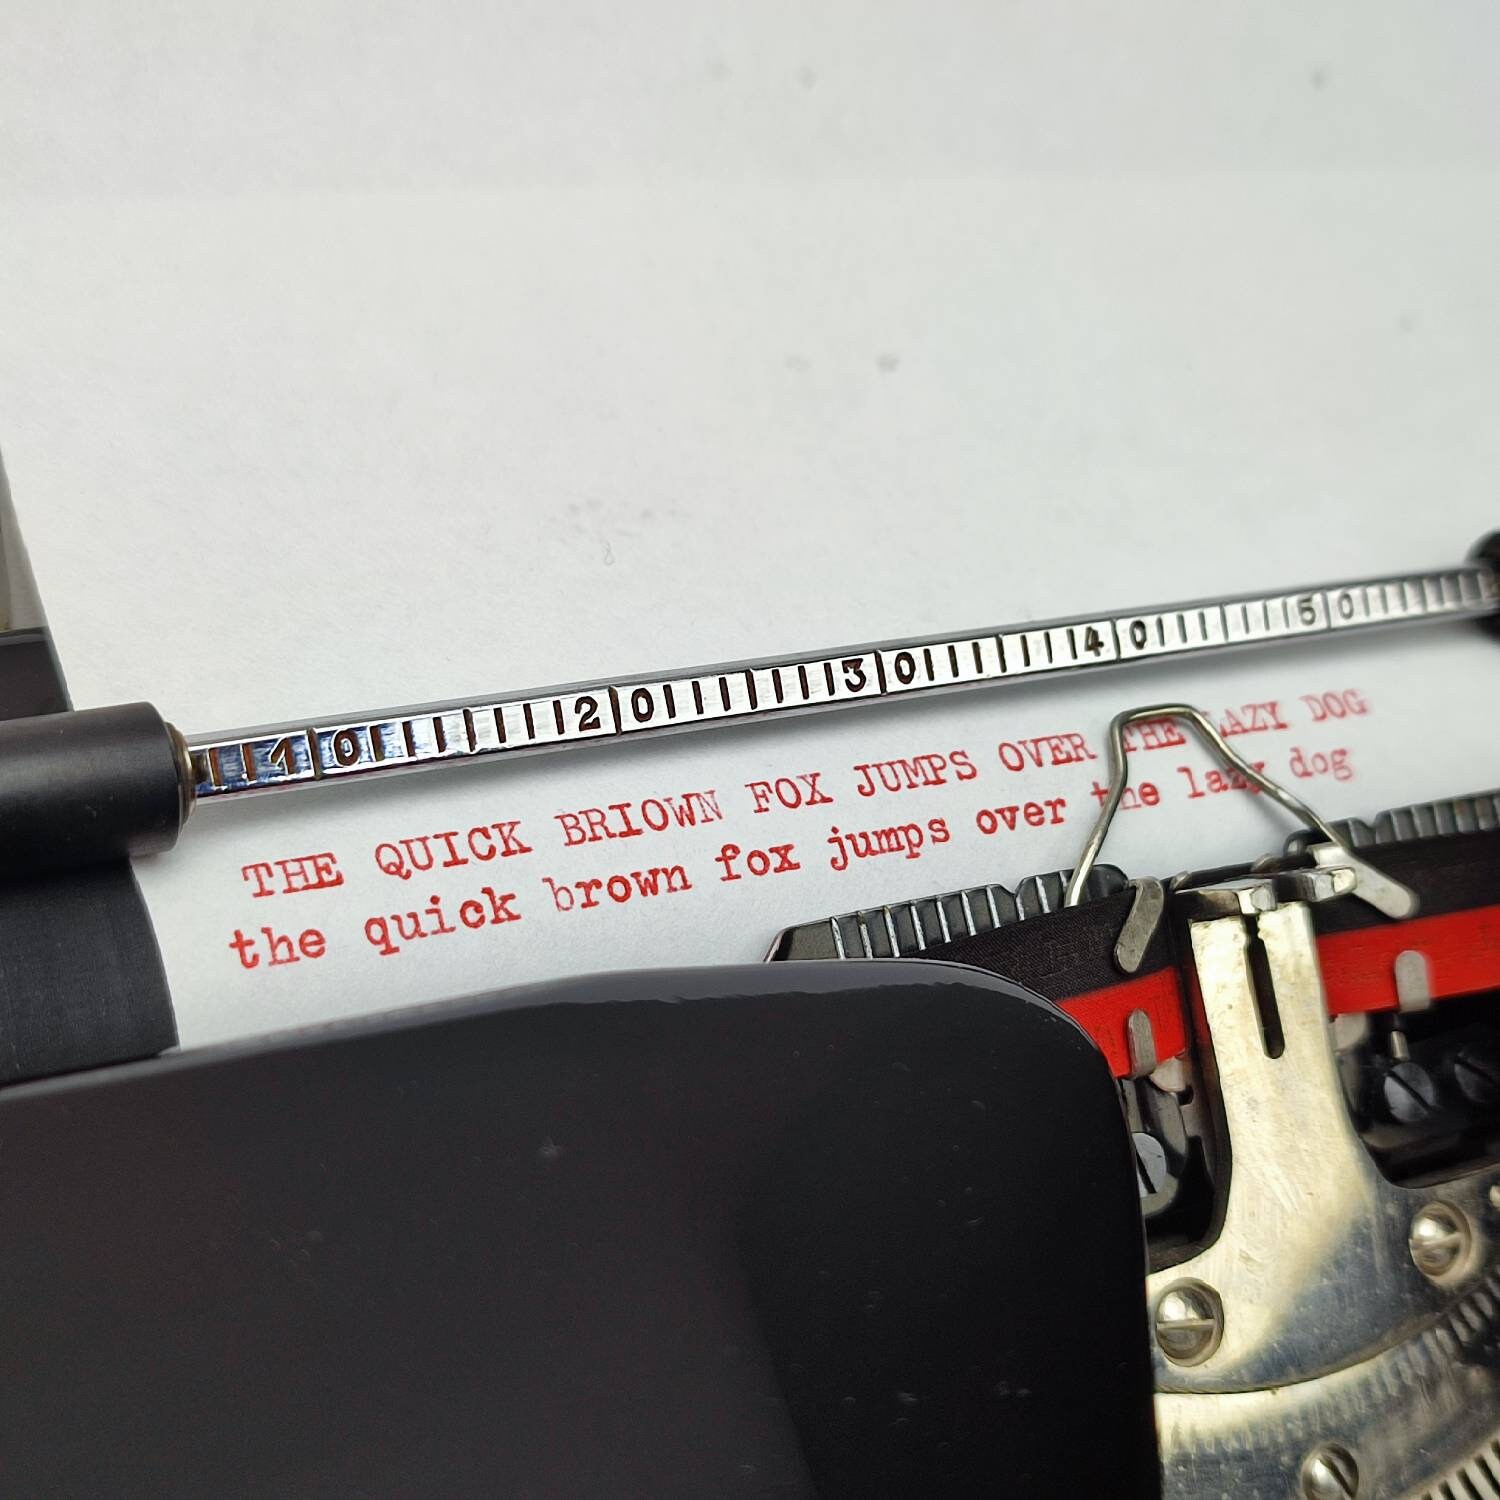 10 20 30 40 50
THE QUICK BRIOWN FOX JUMPS OVER THE LAZY DOG
the quick brown fox jumps over the lazy dog